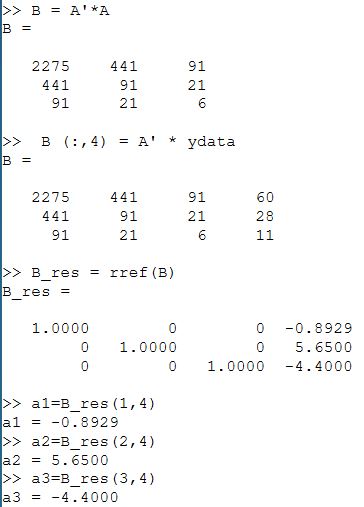 >> B = A'*A
B =
2275 441 91
441 91 21
91 21 6
>> B (:,4) = A' * ydata
B =
2275 441 91 60
441 91 21 28
91 21 6 11
>> B_res = rref(B)
B_res =
1.0000 0 0 -0.8929
0 1.0000 0 5.6500
0 0 1.0000 -4.4000
>> a1=B_res(1,4)
a1 = -0.8929
>> a2=B_res(2,4)
a2 = 5.6500
>> a3=B_res(3,4)
a3 = -4.4000